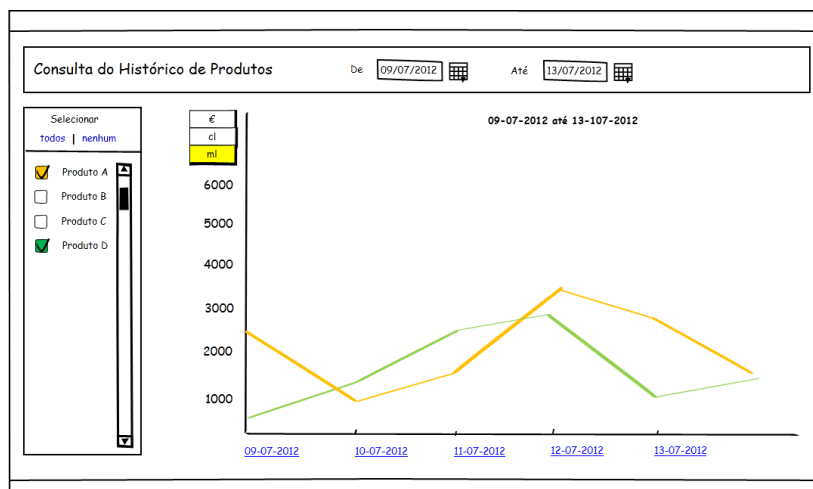 Consulta do Histórico de Produtos
De 09/07/2012 Até 13/07/2012
Selecionar
todos | nenhum
Produto A
Produto B
Produto C
Produto D
€
cl
ml
09-07-2012 até 13-107-2012
6000
5000
4000
3000
2000
1000
09-07-2012 10-07-2012 11-07-2012 12-07-2012 13-07-2012